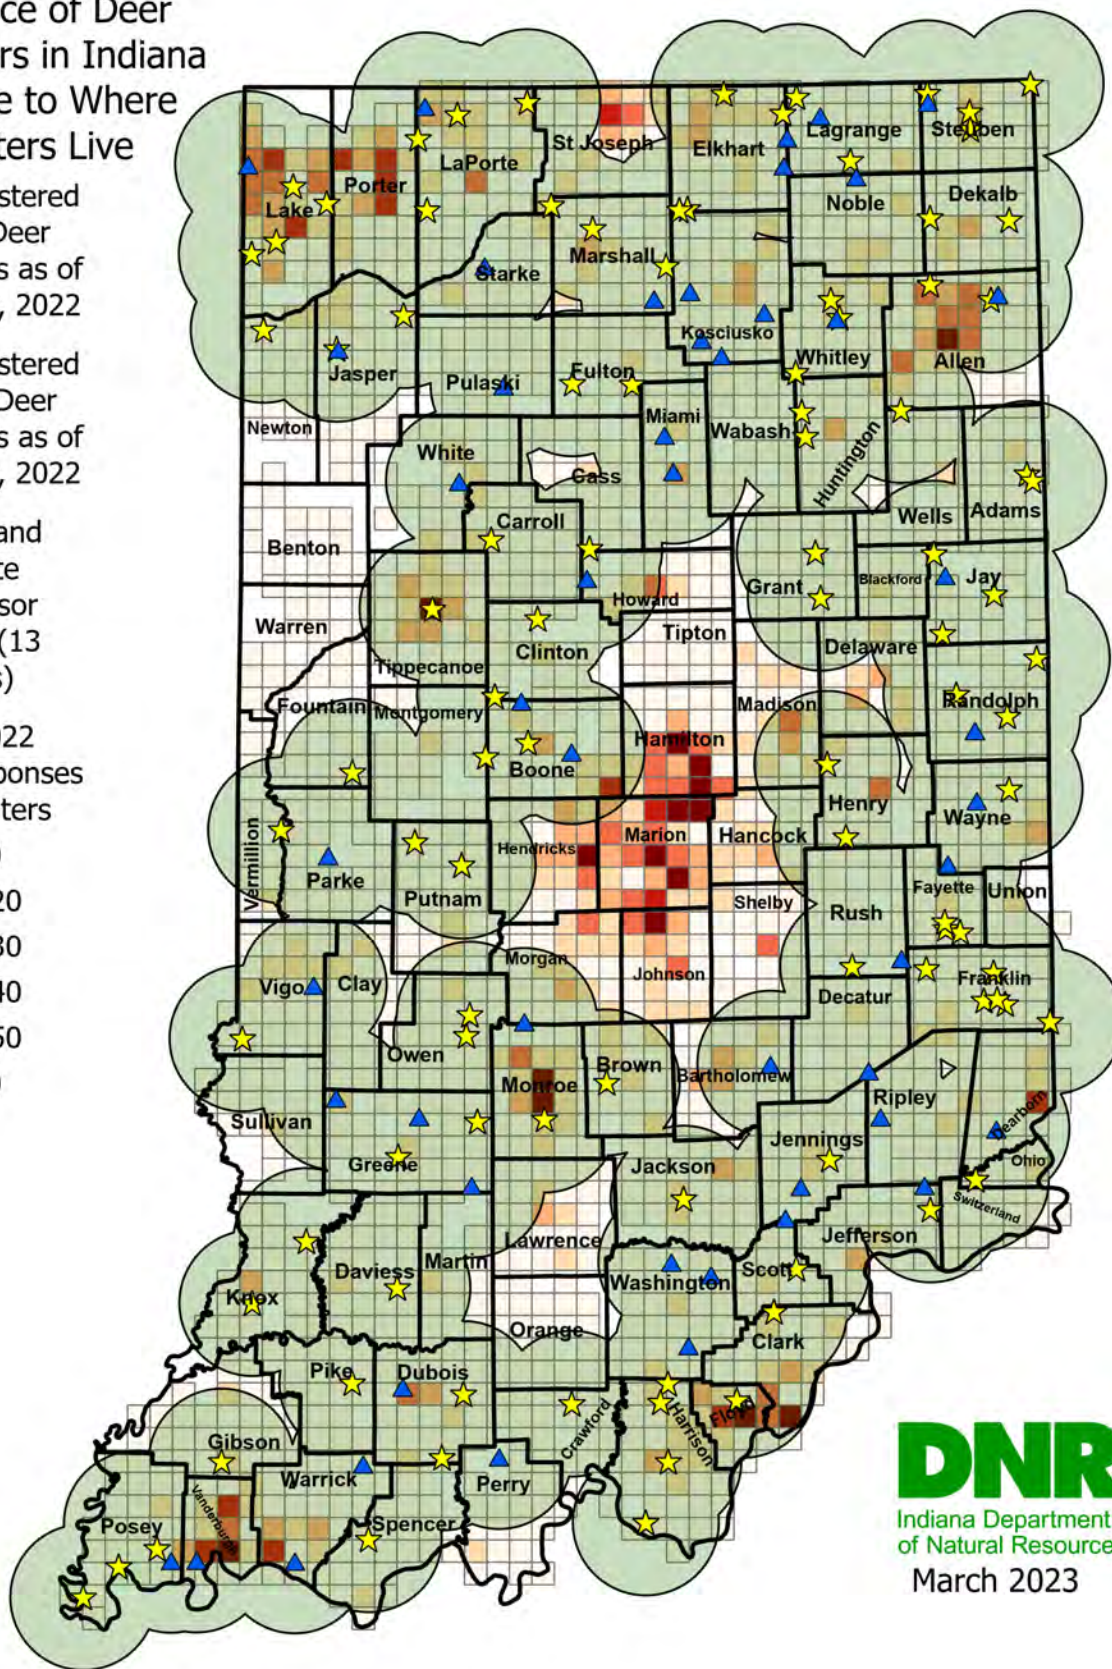 ce of Deer
rs in Indiana
e to Where
ters Live
stered
Deer
s as of
, 2022
stered
Deer
s as of
, 2022
and
te
sor
(13
s)
022
ponses
ters
20
30
40
50
St Joseph
LaPorte
Elkhart
Lagrange
Steuben
Lake
Porter
Noble
Dekalb
Starke
Marshall
Kosciusko
Whitley
Allen
Jasper
Pulaski
Fulton
Newton
Miami
Wabash
Huntington
White
Cass
Wells
Adams
Carroll
Benton
Grant
Blackford
Jay
Howard
Warren
Tipton
Clinton
Delaware
Tippecanoe
Fountain
Montgomery
Madison
Randolph
Hamilton
Boone
Henry
Wayne
Marion
Hancock
Hendricks
Vermillion
Parke
Putnam
Fayette
Union
Shelby
Rush
Morgan
Johnson
Vigo
Clay
Franklin
Decatur
Owen
Brown
Bartholomew
Monroe
Ripley
Dearborn
Sullivan
Greene
Jennings
Jackson
Ohio
Switzerland
Lawrence
Jefferson
Martin
Daviess
Washington
Scott
Knox
Orange
Clark
Pike
Dubois
Crawford
Harrison
Floyd
Gibson
Warrick
Perry
Vanderburgh
Posey
Spencer
DNR
Indiana Department
of Natural Resource
March 2023